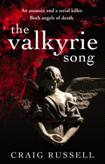 An assassin and a serial killer.
Both angels of death.
the
valkyrie
song
CRAIG RUSSELL